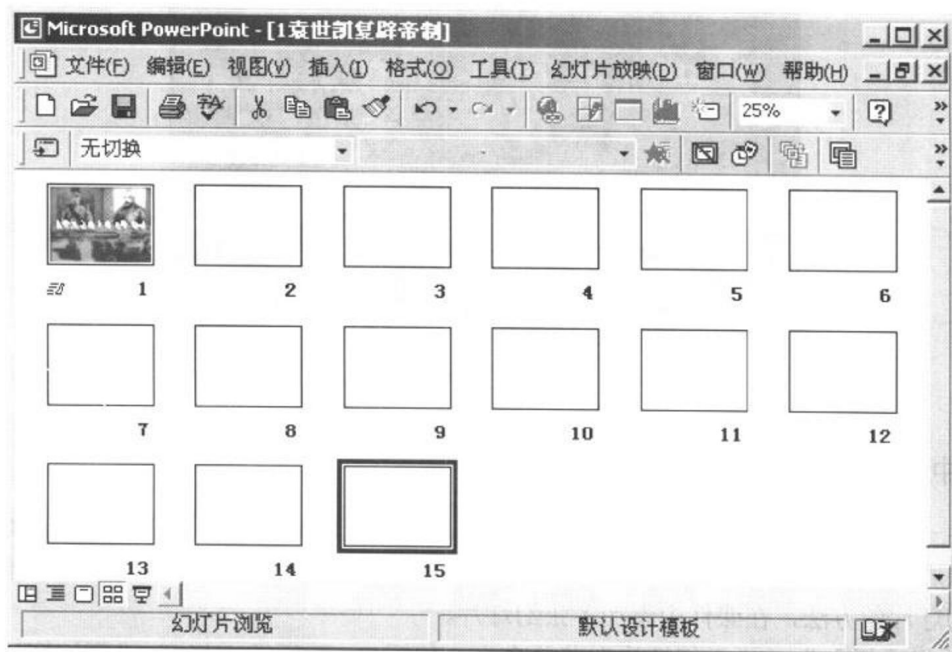 Microsoft PowerPoint - [1袁世凯复辟帝制]
文件(F) 编辑(E) 视图(V) 插入(I) 格式(O) 工具(T) 幻灯片放映(D) 窗口(W) 帮助(H)
25%
无切换
1 2 3 4 5 6
7 8 9 10 11 12
13 14 15
幻灯片浏览 默认设计模板